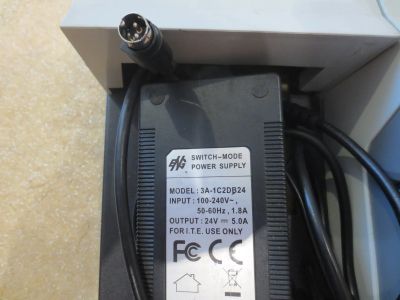 ENG
SWITCH-MODE
POWER SUPPLY
MODEL : 3A-1C2DB24
INPUT : 100-240V~,
50-60Hz, 1.8A
OUTPUT : 24V ⎓ 5.0A
FOR I.T.E. USE ONLY
FC CE